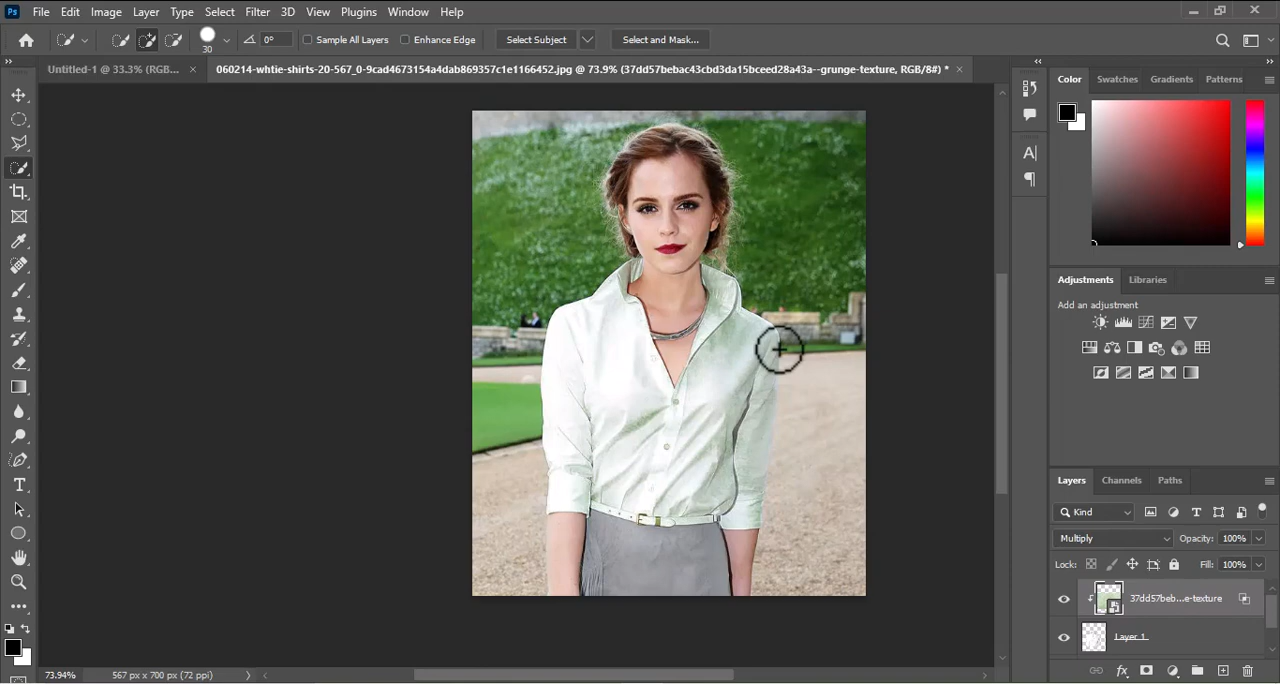 Ps File Edit Image Layer Type Select Filter 3D View Plugins Window Help
30 0° Sample All Layers Enhance Edge Select Subject Select and Mask...
Untitled-1 @ 33.3% (RGB... × 060214-whtie-shirts-20-567_0-9cad4673154a4dab869357c1e1166452.jpg @ 73.9% (37dd57bebac43cbd3da15bceed28a43a--grunge-texture, RGB/8#) * ×
Color Swatches Gradients Patterns
Adjustments Libraries
Add an adjustment
Layers Channels Paths
Kind
Multiply Opacity: 100%
Lock: Fill: 100%
37dd57beb...e-texture
Layer 1
73.94% 567 px x 700 px (72 ppi)